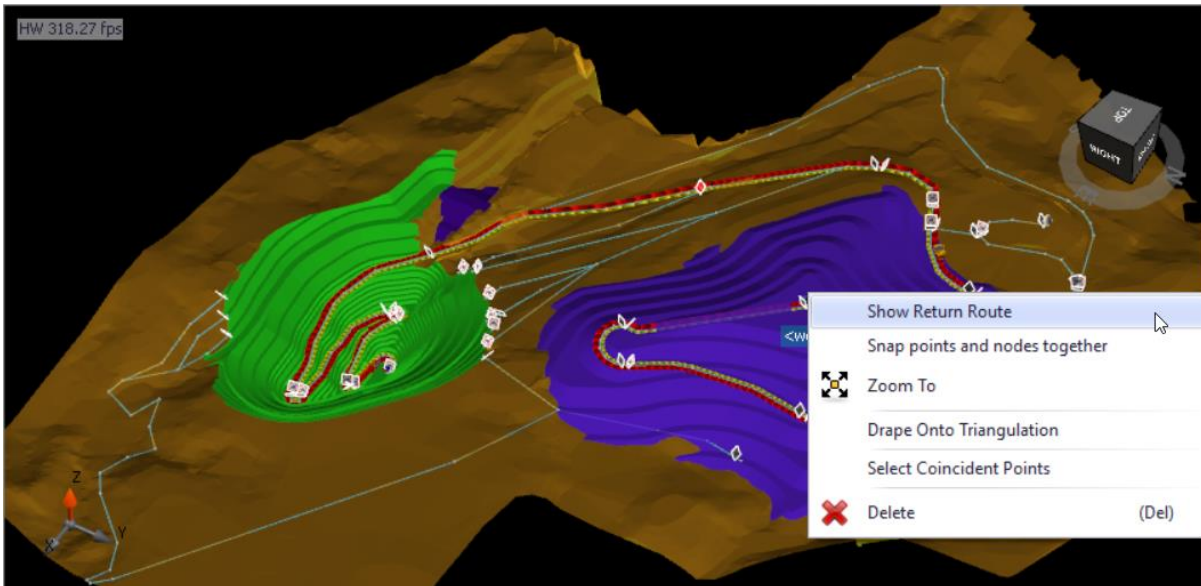 HW 318.27 fps
TOP
RIGHT
Show Return Route
Snap points and nodes together
Zoom To
Drape Onto Triangulation
Select Coincident Points
Delete (Del)
Z
Y
X